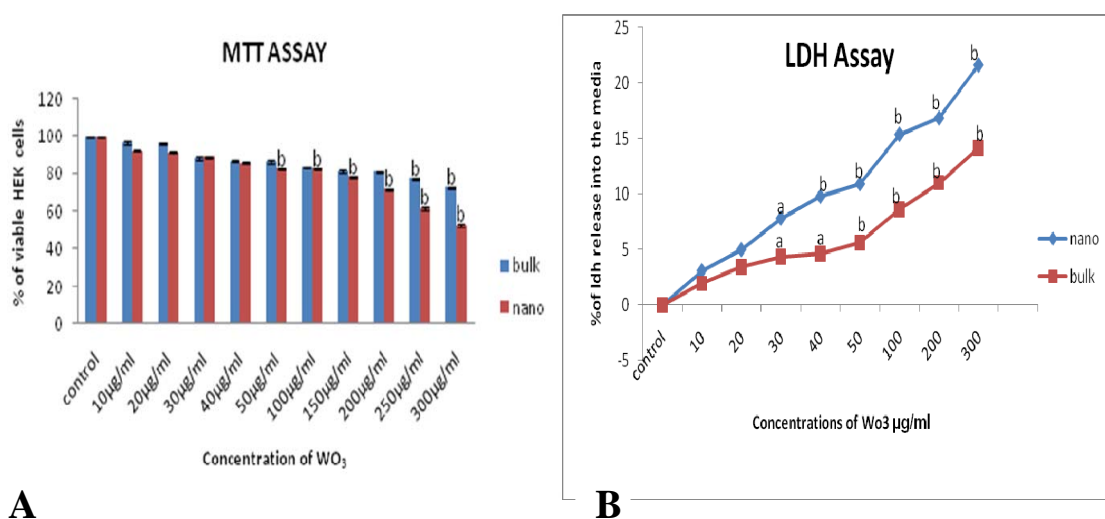 MTT ASSAY
% of viable HEK cells
120
100
80
60
40
20
0
b b b b b b
b b b
bulk
nano
control 10µg/ml 20µg/ml 30µg/ml 40µg/ml 50µg/ml 100µg/ml 150µg/ml 200µg/ml 250µg/ml 300µg/ml
Concentration of WO₃
A
LDH Assay
%of ldh release into the media
25
20
15
10
5
0
-5
a b b b b b
a a b b b b
nano
bulk
control 10 20 30 40 50 100 200 300
Concentrations of Wo3 µg/ml
B